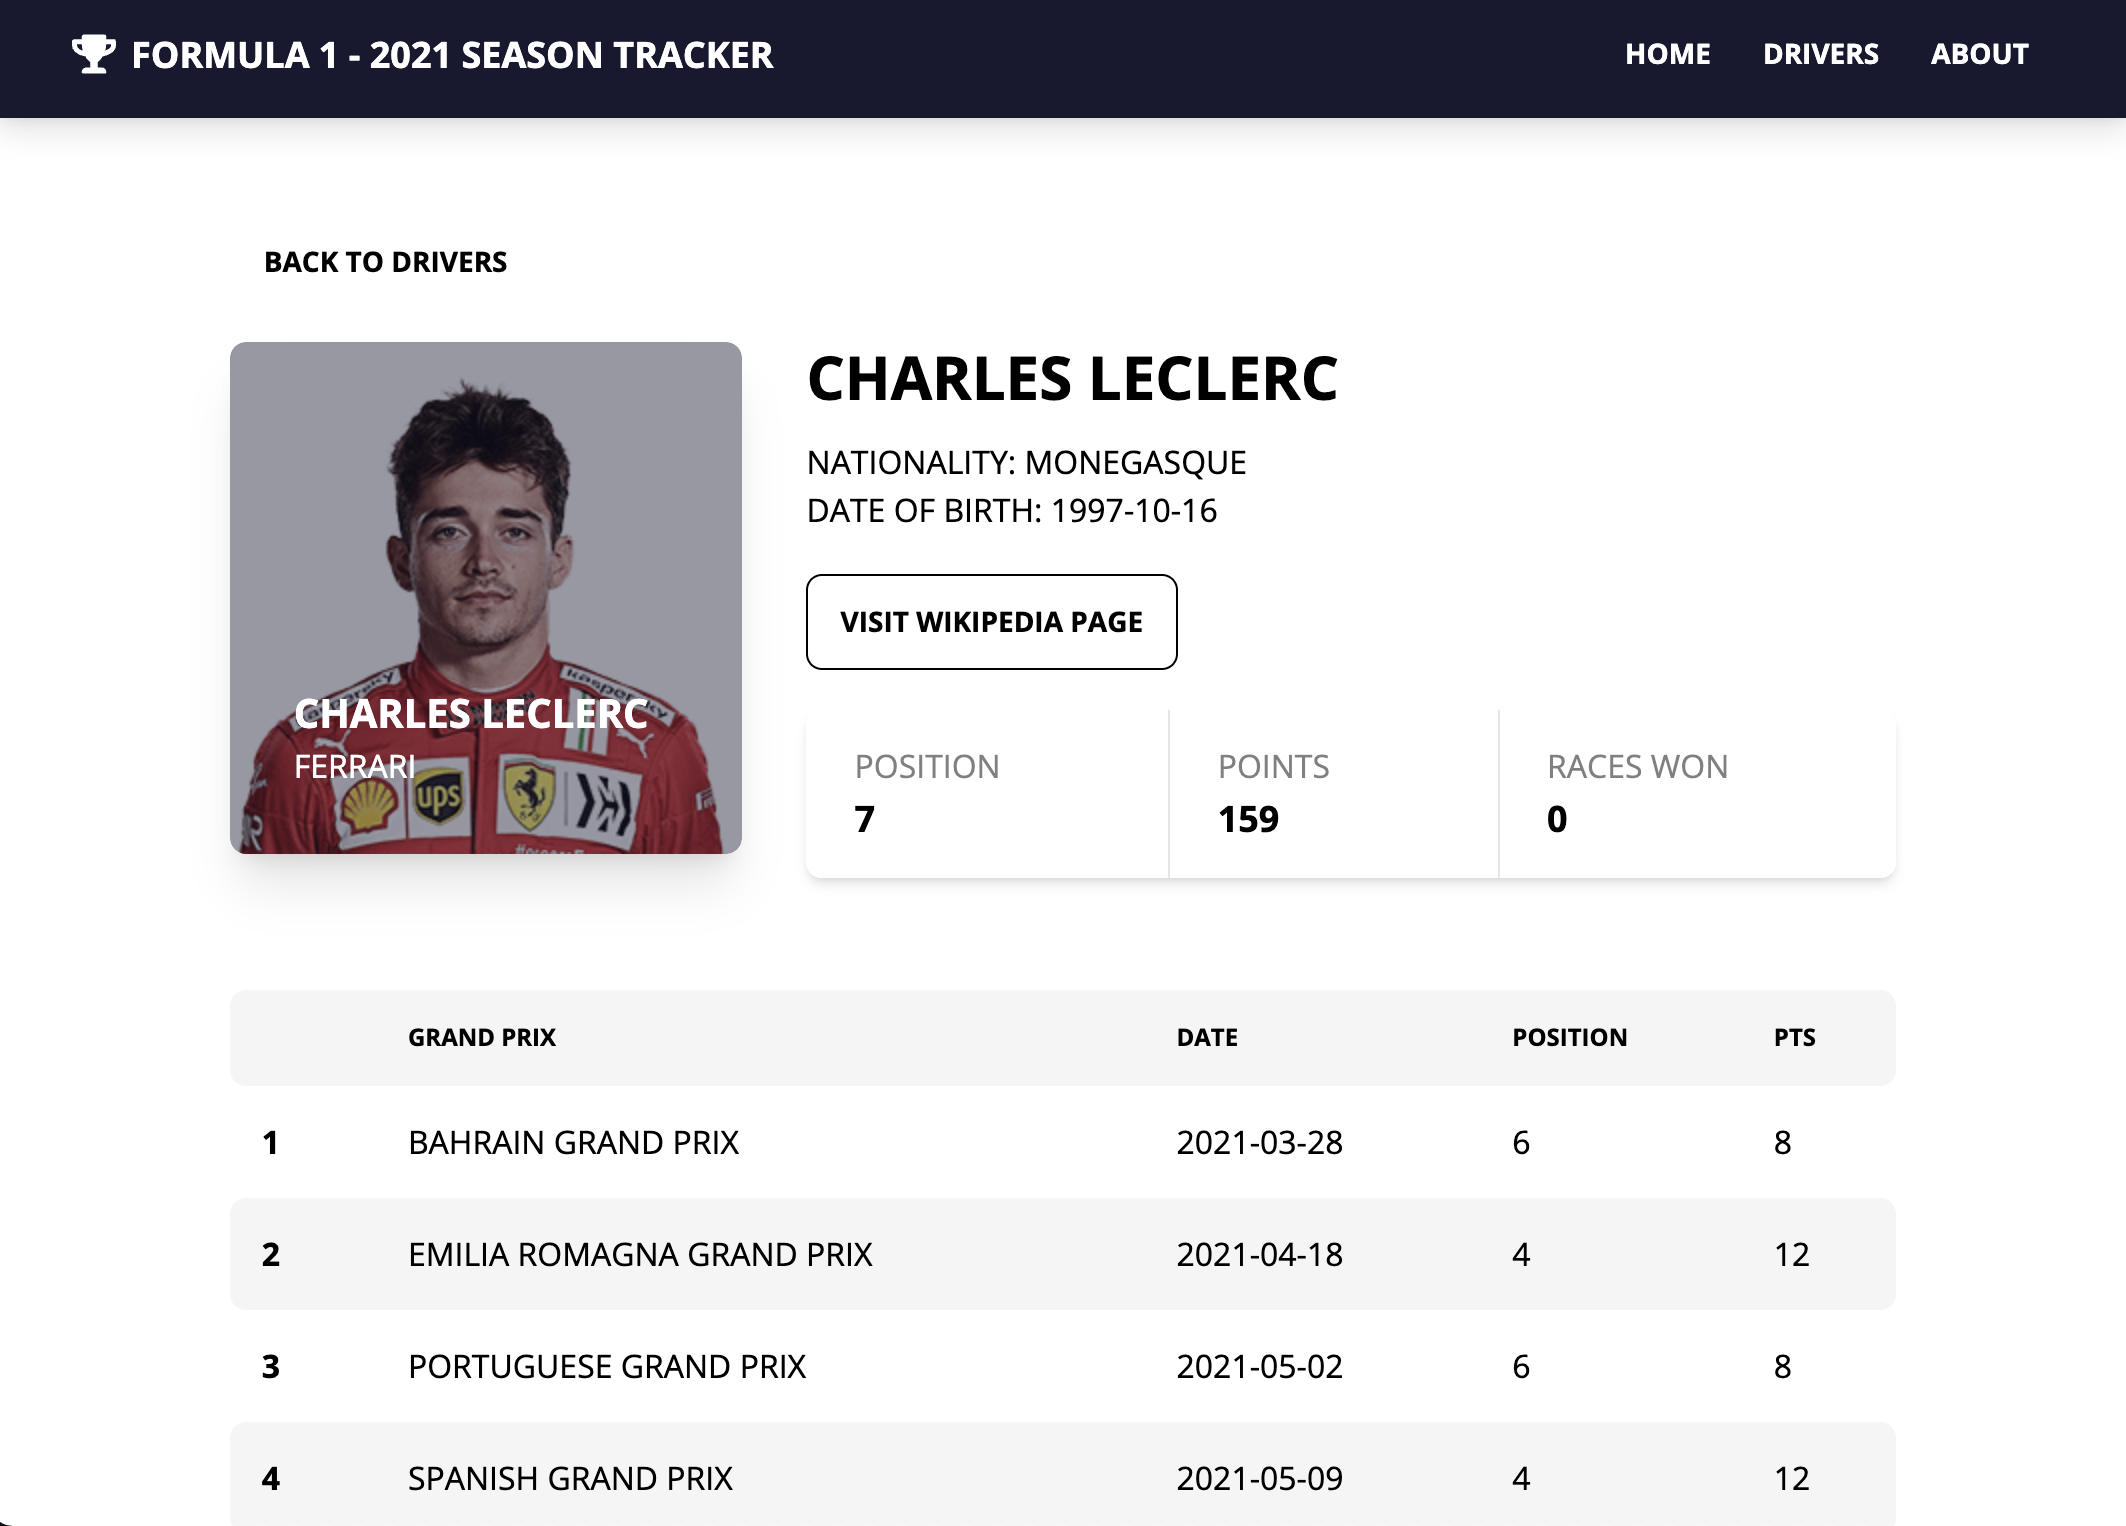 FORMULA 1 - 2021 SEASON TRACKER
HOME DRIVERS ABOUT
BACK TO DRIVERS
CHARLES LECLERC
NATIONALITY: MONEGASQUE
DATE OF BIRTH: 1997-10-16
VISIT WIKIPEDIA PAGE
kaspersky
CHARLES LECLERC
FERRARI
ups
POSITION POINTS RACES WON
7 159 0
GRAND PRIX DATE POSITION PTS
1 BAHRAIN GRAND PRIX 2021-03-28 6 8
2 EMILIA ROMAGNA GRAND PRIX 2021-04-18 4 12
3 PORTUGUESE GRAND PRIX 2021-05-02 6 8
4 SPANISH GRAND PRIX 2021-05-09 4 12